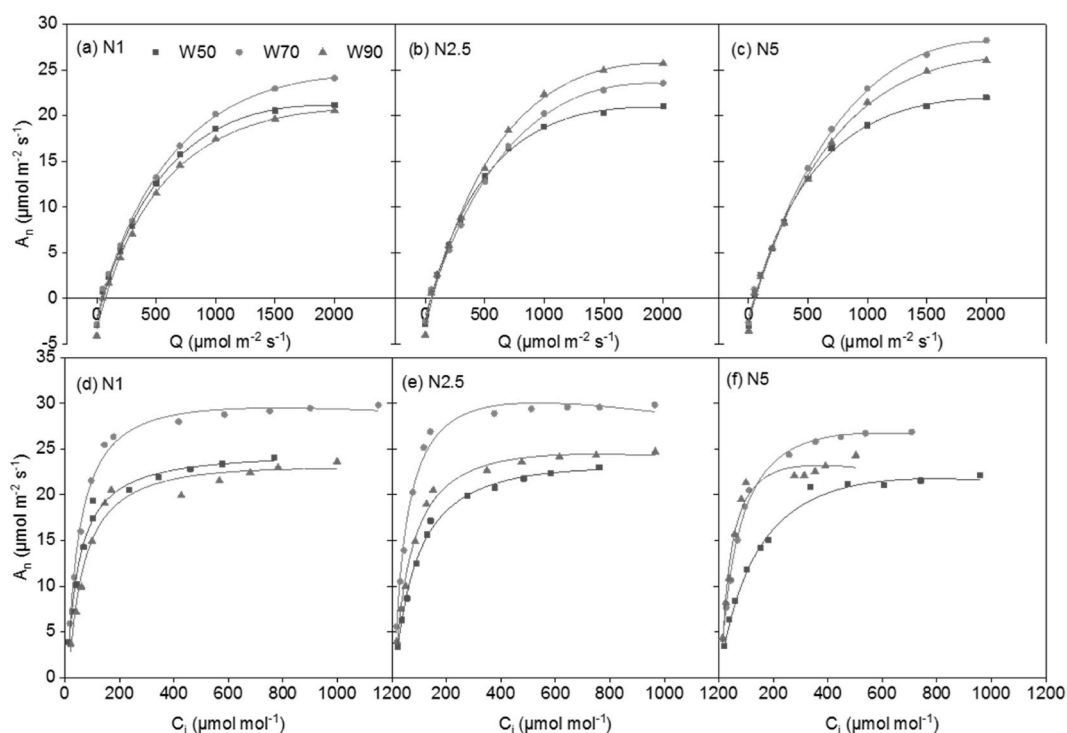 30
25
20
15
10
5
0
-5
Aₙ (μmol m⁻² s⁻¹)
(a) N1
W50 W70 W90
(b) N2.5
(c) N5
0 500 1000 1500 2000
0 500 1000 1500 2000
0 500 1000 1500 2000
Q (μmol m⁻² s⁻¹)
Q (μmol m⁻² s⁻¹)
Q (μmol m⁻² s⁻¹)
35
30
25
20
15
10
5
0
Aₙ (μmol m⁻² s⁻¹)
(d) N1
(e) N2.5
(f) N5
0 200 400 600 800 1000 1200
200 400 600 800 1000 1200
200 400 600 800 1000 1200
Cᵢ (μmol mol⁻¹)
Cᵢ (μmol mol⁻¹)
Cᵢ (μmol mol⁻¹)